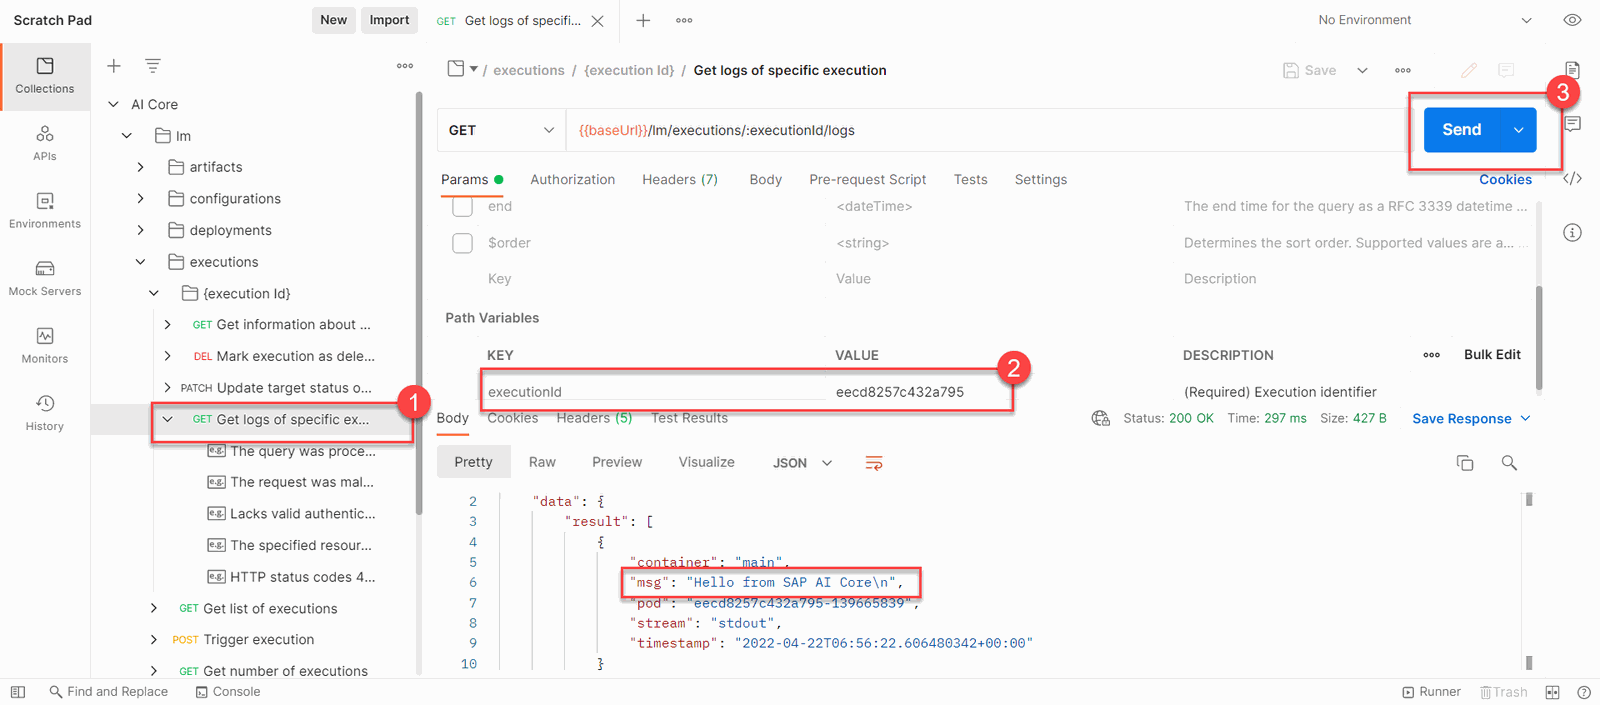 Scratch Pad
New
Import
GET Get logs of specifi...
No Environment
Collections
APIs
Environments
Mock Servers
Monitors
History
AI Core
lm
artifacts
configurations
deployments
executions
{execution Id}
GET Get information about ...
DEL Mark execution as dele...
PATCH Update target status o...
GET Get logs of specific ex...
1
e.g. The query was proce...
e.g. The request was mal...
e.g. Lacks valid authentic...
e.g. The specified resour...
e.g. HTTP status codes 4...
GET Get list of executions
POST Trigger execution
GET Get number of executions
/ executions / {execution Id} / Get logs of specific execution
Save
GET
{{baseUrl}}/lm/executions/:executionId/logs
Send
3
Params
Authorization
Headers (7)
Body
Pre-request Script
Tests
Settings
Cookies
</>
end <dateTime> The end time for the query as a RFC 3339 datetime ...
$order <string> Determines the sort order. Supported values are a... ...
Key Value Description
Path Variables
KEY VALUE DESCRIPTION ooo Bulk Edit
2
executionId eecd8257c432a795 (Required) Execution identifier
Body Cookies Headers (5) Test Results
Status: 200 OK Time: 297 ms Size: 427 B Save Response
Pretty Raw Preview Visualize JSON
2 "data": {
3 "result": [
4 {
5 "container": "main",
6 "msg": "Hello from SAP AI Core\n",
7 "pod": "eecd8257c432a795-139665839",
8 "stream": "stdout",
9 "timestamp": "2022-04-22T06:56:22.606480342+00:00"
10 }
Find and Replace
Console
Runner
Trash